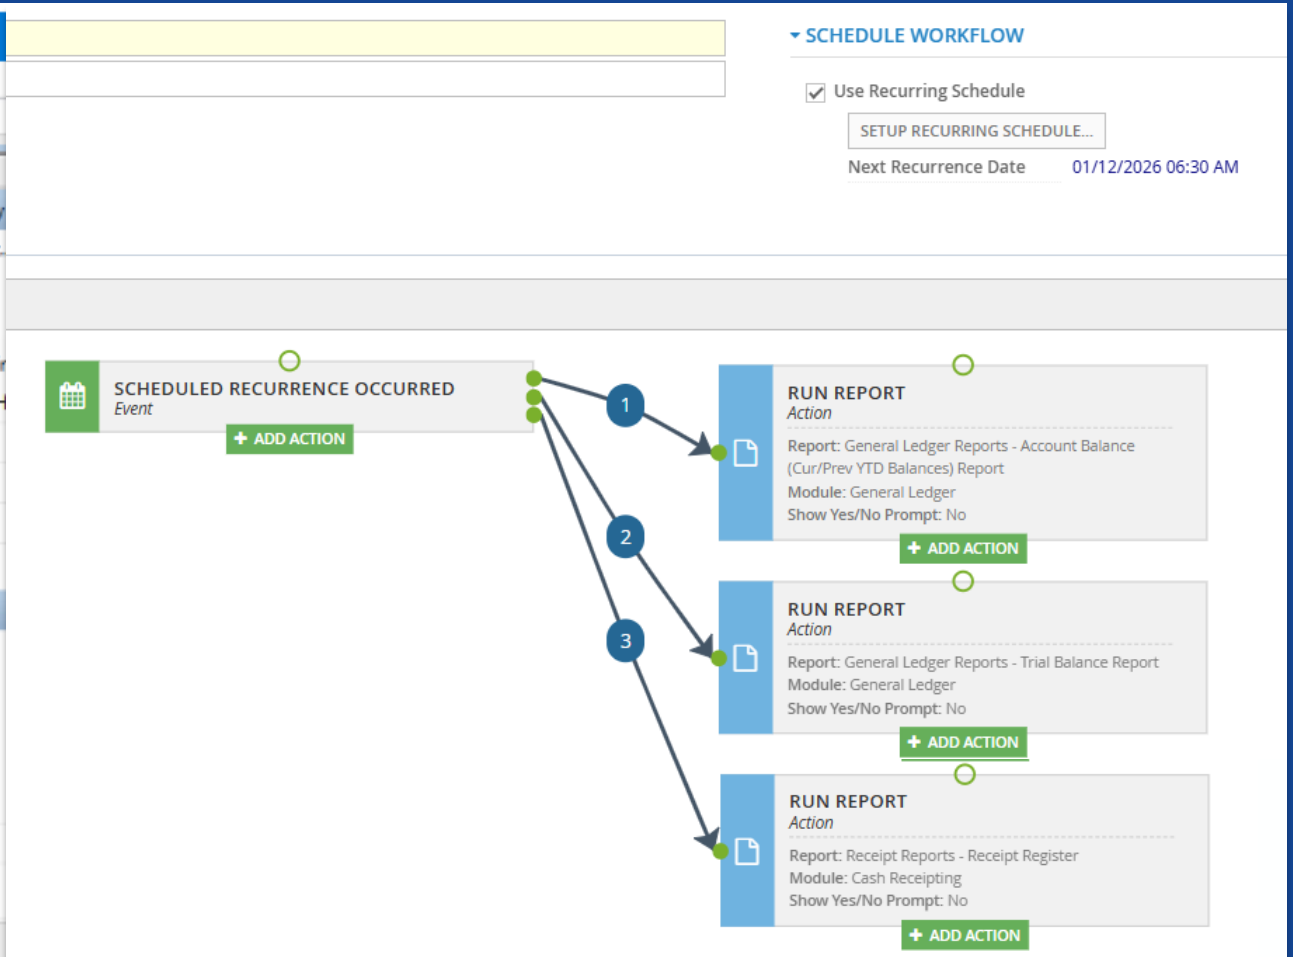 SCHEDULE WORKFLOW
Use Recurring Schedule
SETUP RECURRING SCHEDULE...
Next Recurrence Date 01/12/2026 06:30 AM
SCHEDULED RECURRENCE OCCURRED
Event
+ ADD ACTION
1
2
3
RUN REPORT
Action
Report: General Ledger Reports - Account Balance
(Cur/Prev YTD Balances) Report
Module: General Ledger
Show Yes/No Prompt: No
+ ADD ACTION
RUN REPORT
Action
Report: General Ledger Reports - Trial Balance Report
Module: General Ledger
Show Yes/No Prompt: No
+ ADD ACTION
RUN REPORT
Action
Report: Receipt Reports - Receipt Register
Module: Cash Receipting
Show Yes/No Prompt: No
+ ADD ACTION